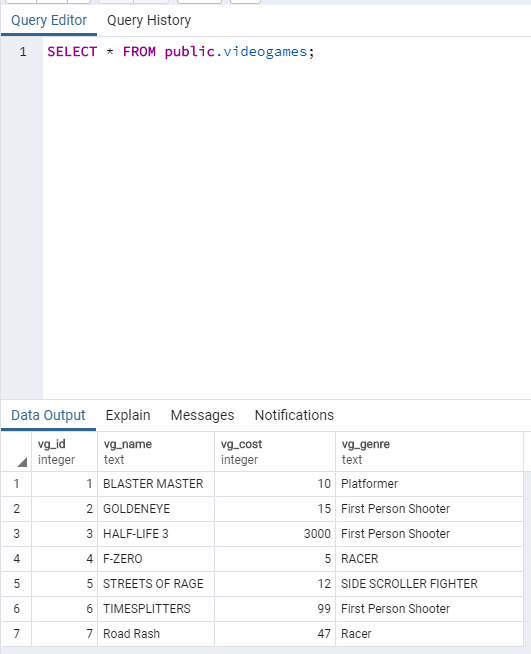 Query Editor Query History
1 SELECT * FROM public.videogames;
Data Output Explain Messages Notifications
vg_id vg_name vg_cost vg_genre
integer text integer text
1 1 BLASTER MASTER 10 Platformer
2 2 GOLDENEYE 15 First Person Shooter
3 3 HALF-LIFE 3 3000 First Person Shooter
4 4 F-ZERO 5 RACER
5 5 STREETS OF RAGE 12 SIDE SCROLLER FIGHTER
6 6 TIMESPLITTERS 99 First Person Shooter
7 7 Road Rash 47 Racer